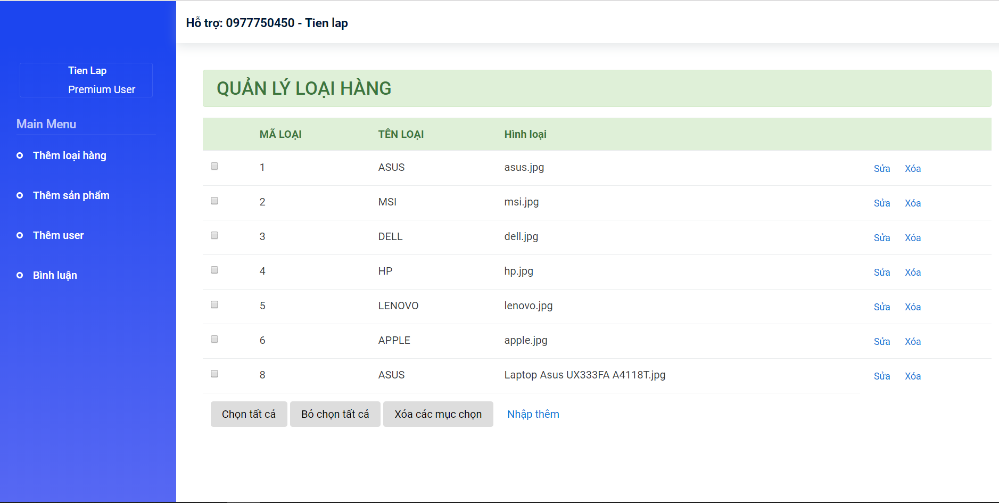 Hỗ trợ: 0977750450 - Tien lap
Tien Lap
Premium User
Main Menu
Thêm loại hàng
Thêm sản phẩm
Thêm user
Bình luận
QUẢN LÝ LOẠI HÀNG
MÃ LOẠI TÊN LOẠI Hình loại
1 ASUS asus.jpg Sửa Xóa
2 MSI msi.jpg Sửa Xóa
3 DELL dell.jpg Sửa Xóa
4 HP hp.jpg Sửa Xóa
5 LENOVO lenovo.jpg Sửa Xóa
6 APPLE apple.jpg Sửa Xóa
8 ASUS Laptop Asus UX333FA A4118T.jpg Sửa Xóa
Chọn tất cả Bỏ chọn tất cả Xóa các mục chọn Nhập thêm